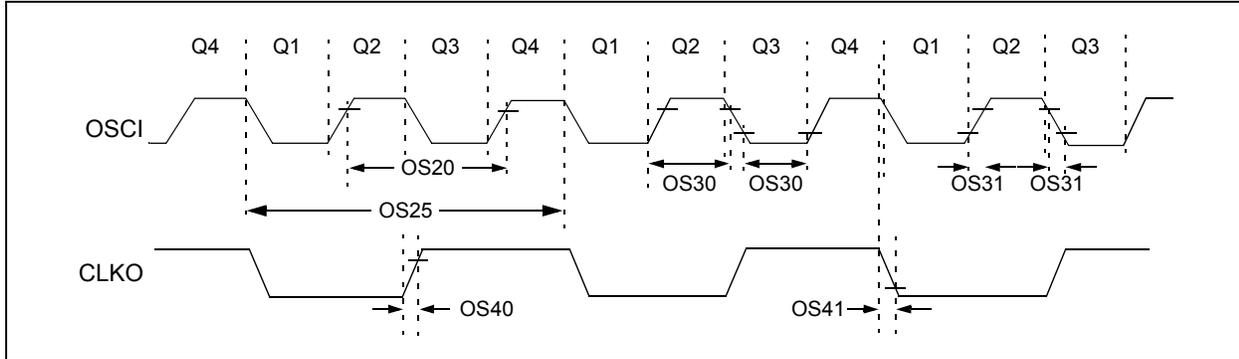 Q4 Q1 Q2 Q3 Q4 Q1 Q2 Q3 Q4 Q1 Q2 Q3
OSCI
OS20
OS30 OS30 OS31 OS31
OS25
CLKO
OS40 OS41